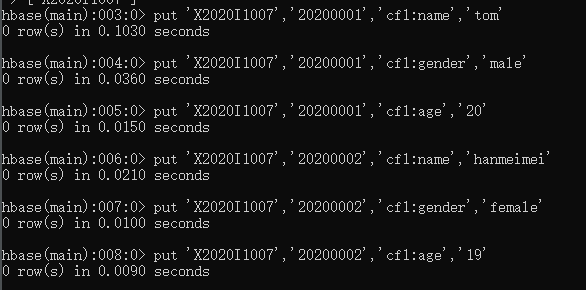 hbase(main):003:0> put 'X2020I1007','20200001','cf1:name','tom'
0 row(s) in 0.1030 seconds
hbase(main):004:0> put 'X2020I1007','20200001','cf1:gender','male'
0 row(s) in 0.0360 seconds
hbase(main):005:0> put 'X2020I1007','20200001','cf1:age','20'
0 row(s) in 0.0150 seconds
hbase(main):006:0> put 'X2020I1007','20200002','cf1:name','hanmeimei'
0 row(s) in 0.0210 seconds
hbase(main):007:0> put 'X2020I1007','20200002','cf1:gender','female'
0 row(s) in 0.0100 seconds
hbase(main):008:0> put 'X2020I1007','20200002','cf1:age','19'
0 row(s) in 0.0090 seconds